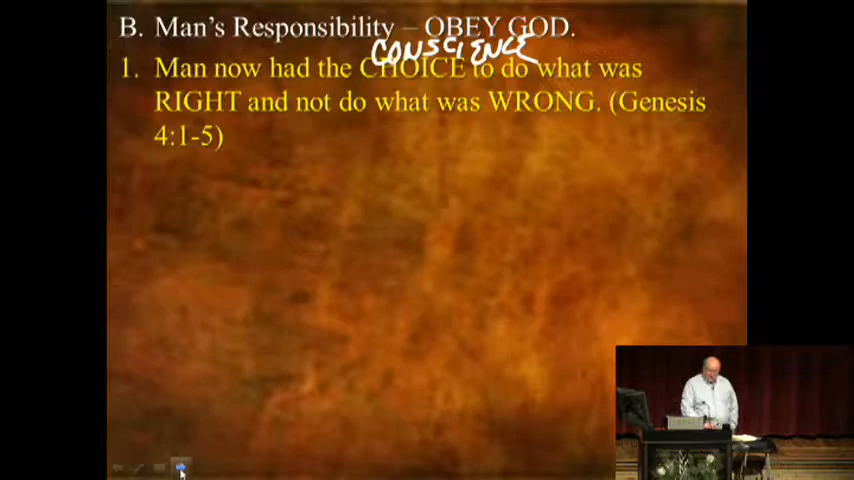 B. Man's Responsibility – OBEY GOD.
CONSCIENCE
1. Man now had the CHOICE to do what was
RIGHT and not do what was WRONG. (Genesis
4:1-5)